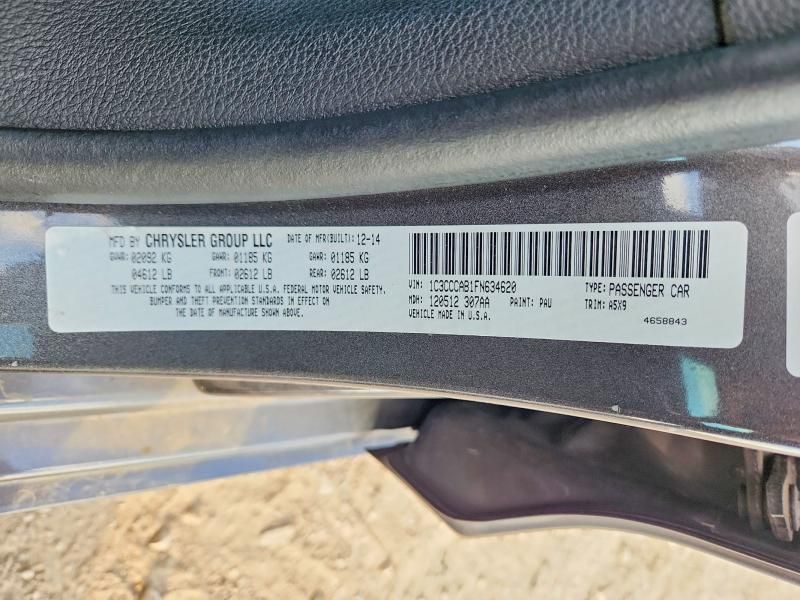 MFD BY CHRYSLER GROUP LLC DATE OF MFR(BUILT): 12-14
GVWR: 02092 KG GAWR: 01185 KG GAWR: 01185 KG
04612 LB FRONT: 02612 LB REAR: 02612 LB
THIS VEHICLE CONFORMS TO ALL APPLICABLE U.S.A. FEDERAL MOTOR VEHICLE SAFETY,
BUMPER AND THEFT PREVENTION STANDARDS IN EFFECT ON
THE DATE OF MANUFACTURE SHOWN ABOVE.
VIN: 1C3CCCAB1FN634620 TYPE: PASSENGER CAR
MDH: 120512 307AA PAINT: PAU TRIM: A5X9
VEHICLE MADE IN U.S.A.
4658843